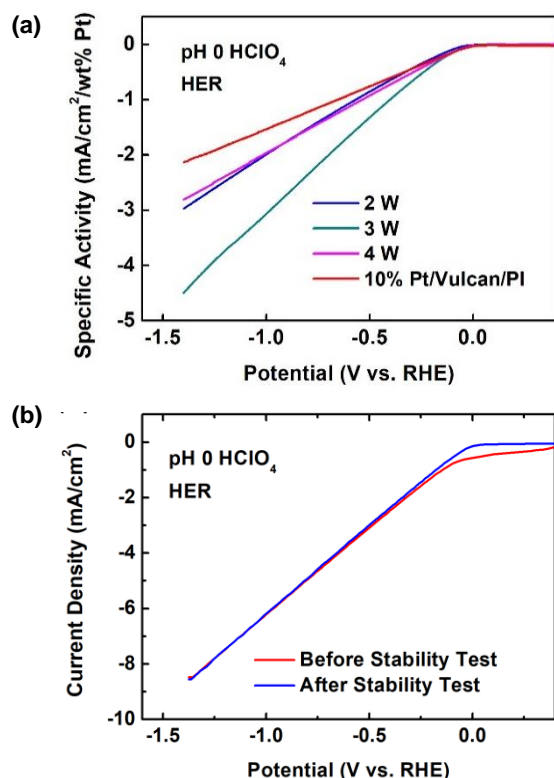 (a)
pH 0 HClO₄
HER
Specific Activity (mA/cm²/wt% Pt)
0
-1
-2
-3
-4
-5
2 W
3 W
4 W
10% Pt/Vulcan/PI
-1.5
-1.0
-0.5
0.0
Potential (V vs. RHE)
(b)
pH 0 HClO₄
HER
Current Density (mA/cm²)
0
-2
-4
-6
-8
-10
Before Stability Test
After Stability Test
-1.5
-1.0
-0.5
0.0
Potential (V vs. RHE)